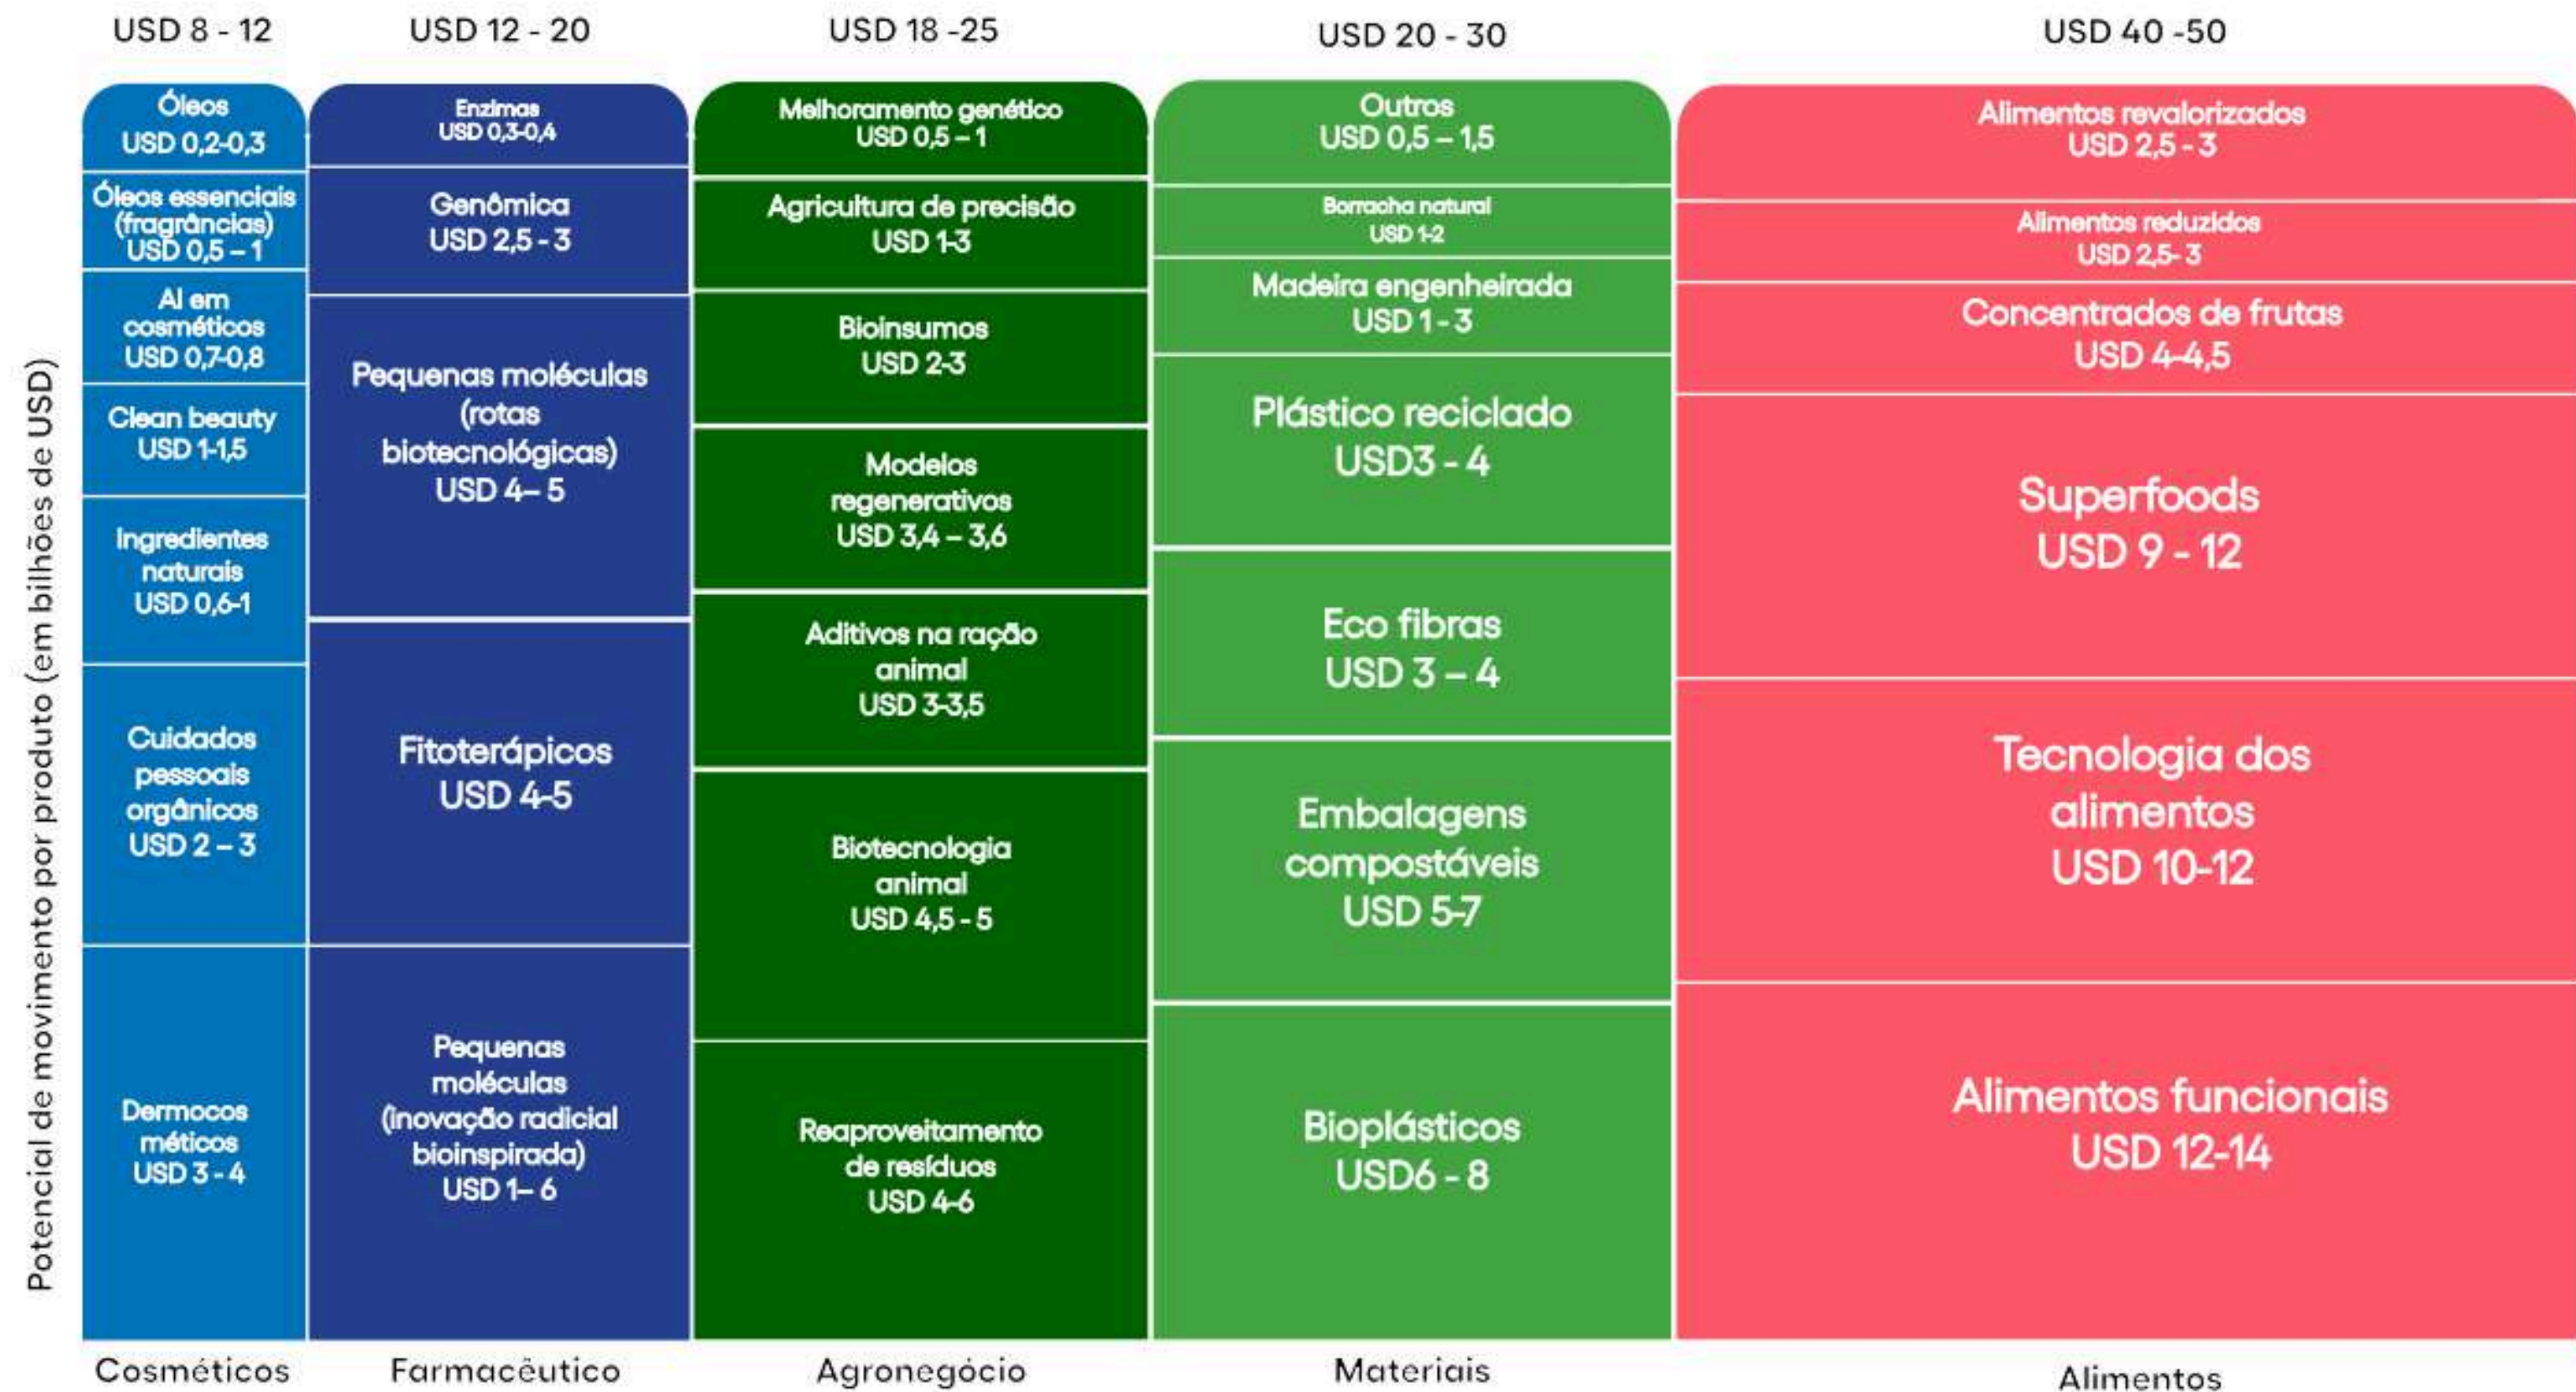 USD 8 - 12
USD 12 - 20
USD 18 -25
USD 20 - 30
USD 40 -50
Potencial de movimento por produto (em bilhões de USD)
Óleos
USD 0,2-0,3
Óleos essenciais
(fragrâncias)
USD 0,5 – 1
AI em
cosméticos
USD 0,7-0,8
Clean beauty
USD 1-1,5
Ingredientes
naturais
USD 0,6-1
Cuidados
pessoais
orgânicos
USD 2 – 3
Dermocos
méticos
USD 3 - 4
Cosméticos
Enzimas
USD 0,3-0,4
Genômica
USD 2,5 - 3
Pequenas moléculas
(rotas
biotecnológicas)
USD 4– 5
Fitoterápicos
USD 4-5
Pequenas
moléculas
(inovação radicial
bioinspirada)
USD 1– 6
Farmacêutico
Melhoramento genético
USD 0,5 – 1
Agricultura de precisão
USD 1-3
Bioinsumos
USD 2-3
Modelos
regenerativos
USD 3,4 – 3,6
Aditivos na ração
animal
USD 3-3,5
Biotecnologia
animal
USD 4,5 - 5
Reaproveitamento
de resíduos
USD 4-6
Agronegócio
Outros
USD 0,5 – 1,5
Borracha natural
USD 1-2
Madeira engenheirada
USD 1 - 3
Plástico reciclado
USD3 - 4
Eco fibras
USD 3 – 4
Embalagens
compostáveis
USD 5-7
Bioplásticos
USD6 - 8
Materiais
Alimentos revalorizados
USD 2,5 - 3
Alimentos reduzidos
USD 2,5- 3
Concentrados de frutas
USD 4-4,5
Superfoods
USD 9 - 12
Tecnologia dos
alimentos
USD 10-12
Alimentos funcionais
USD 12-14
Alimentos